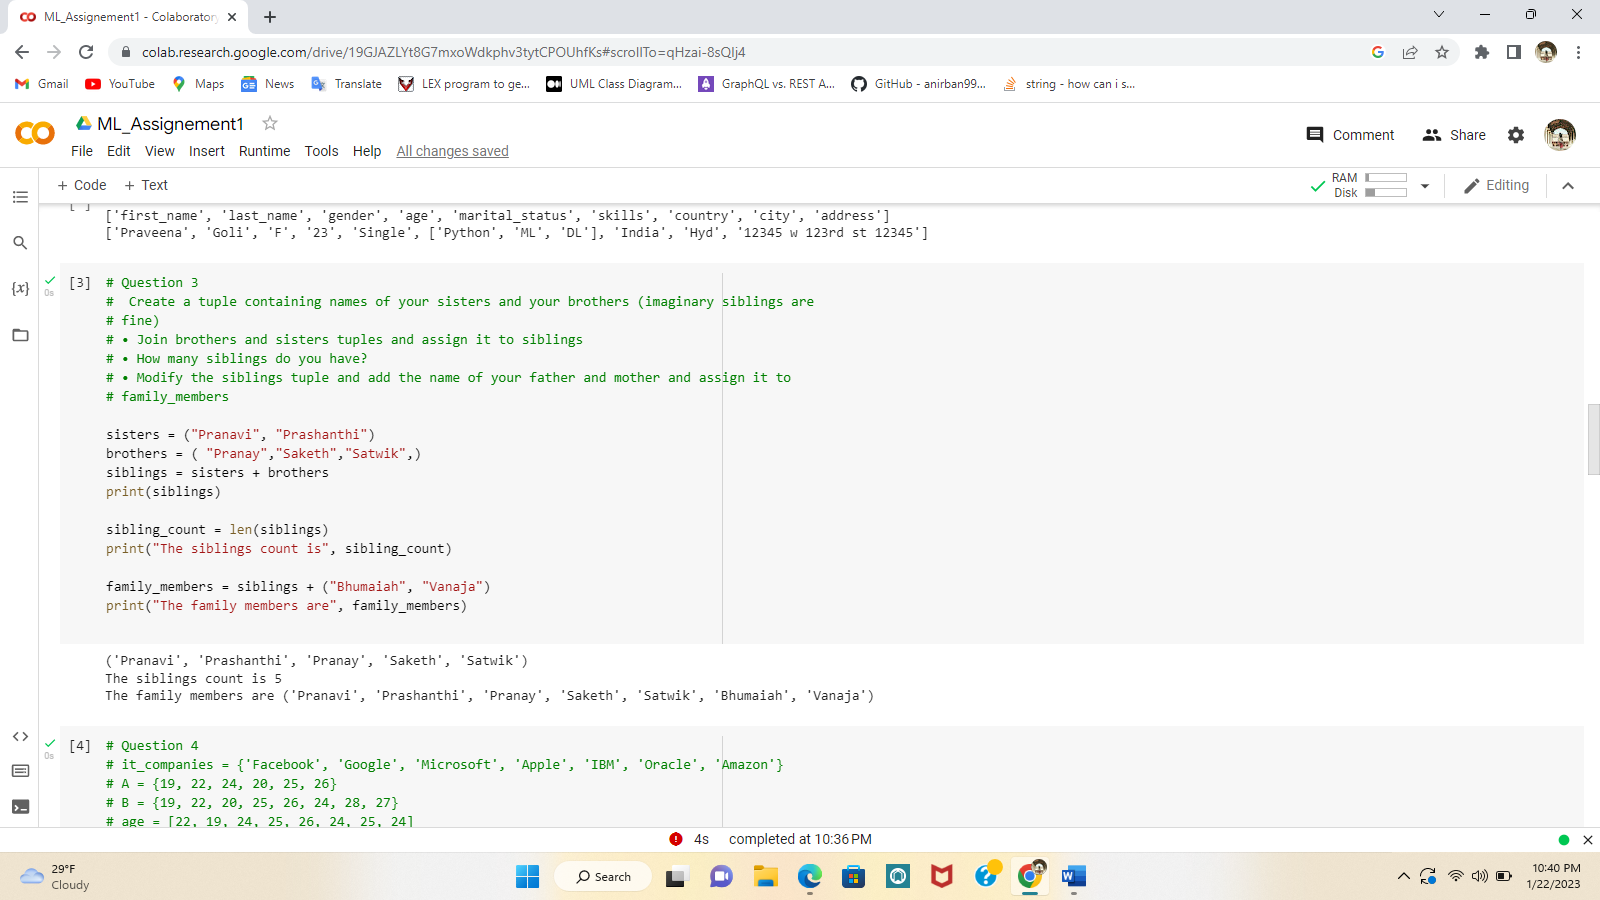 ML_Assignement1 - Colaboratory
colab.research.google.com/drive/19GJAZLYt8G7mxoWdkphv3tytCPOUhfKs#scrollTo=qHzai-8sQlj4
Gmail YouTube Maps News Translate LEX program to ge... UML Class Diagram... GraphQL vs. REST A... GitHub - anirban99... string - how can i s...
ML_Assignement1
File Edit View Insert Runtime Tools Help All changes saved
Comment Share
+ Code + Text
RAM
Disk
Editing
[ ]
['first_name', 'last_name', 'gender', 'age', 'marital_status', 'skills', 'country', 'city', 'address']
['Praveena', 'Goli', 'F', '23', 'Single', ['Python', 'ML', 'DL'], 'India', 'Hyd', '12345 w 123rd st 12345']
{x}
0s
[3] # Question 3
#  Create a tuple containing names of your sisters and your brothers (imaginary siblings are
# fine)
# • Join brothers and sisters tuples and assign it to siblings
# • How many siblings do you have?
# • Modify the siblings tuple and add the name of your father and mother and assign it to
# family_members
sisters = ("Pranavi", "Prashanthi")
brothers = ( "Pranay","Saketh","Satwik",)
siblings = sisters + brothers
print(siblings)
sibling_count = len(siblings)
print("The siblings count is", sibling_count)
family_members = siblings + ("Bhumaiah", "Vanaja")
print("The family members are", family_members)
('Pranavi', 'Prashanthi', 'Pranay', 'Saketh', 'Satwik')
The siblings count is 5
The family members are ('Pranavi', 'Prashanthi', 'Pranay', 'Saketh', 'Satwik', 'Bhumaiah', 'Vanaja')
0s
[4] # Question 4
# it_companies = {'Facebook', 'Google', 'Microsoft', 'Apple', 'IBM', 'Oracle', 'Amazon'}
# A = {19, 22, 24, 20, 25, 26}
# B = {19, 22, 20, 25, 26, 24, 28, 27}
# age = [22, 19, 24, 25, 26, 24, 25, 24]
4s completed at 10:36 PM
29°F
Cloudy
Search
10:40 PM
1/22/2023